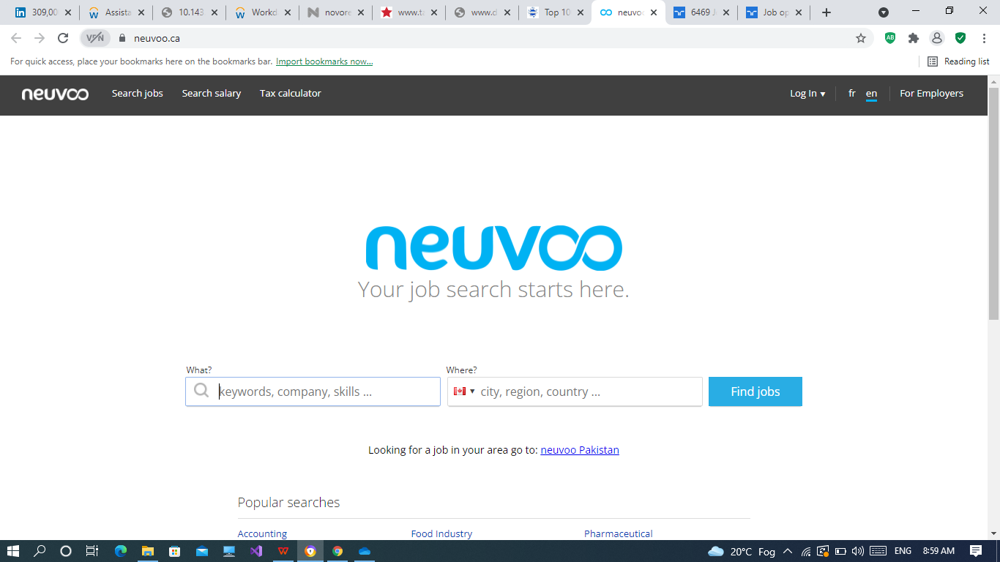 309,00
Assista
10.143
Workd
novore
www.ta
www.d
Top 10
neuvoo
6469 J
Job op
VPN
neuvoo.ca
For quick access, place your bookmarks here on the bookmarks bar. Import bookmarks now...
Reading list
neuvoo
Search jobs
Search salary
Tax calculator
Log In
fr
en
For Employers
neuvoo
Your job search starts here.
What?
Where?
keywords, company, skills ...
city, region, country ...
Find jobs
Looking for a job in your area go to: neuvoo Pakistan
Popular searches
Accounting
Food Industry
Pharmaceutical
20°C Fog
ENG
8:59 AM